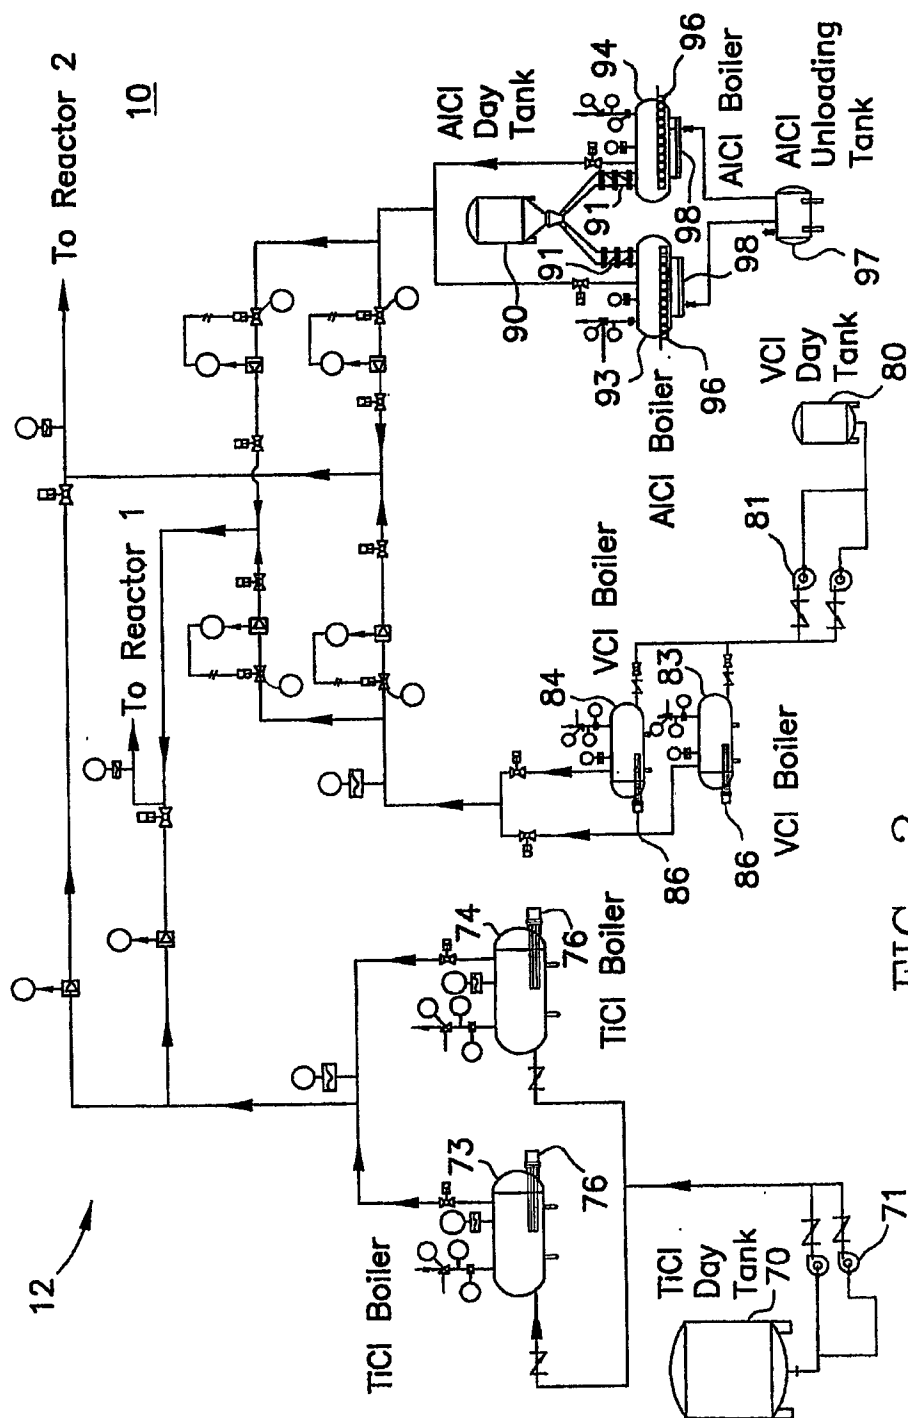 To Reactor 2
10
12
To Reactor 1
TiCl Boiler
73
76
74
76
TiCl Boiler
TiCl
Day
Tank
70
71
VCl Boiler
84
86
83
86
VCl Boiler
81
VCl
Day
Tank
80
AlCl
Day
Tank
90
91
91
93
94
96
96
98
98
AlCl Boiler
AlCl Boiler
AlCl
Unloading
Tank
97
FIG